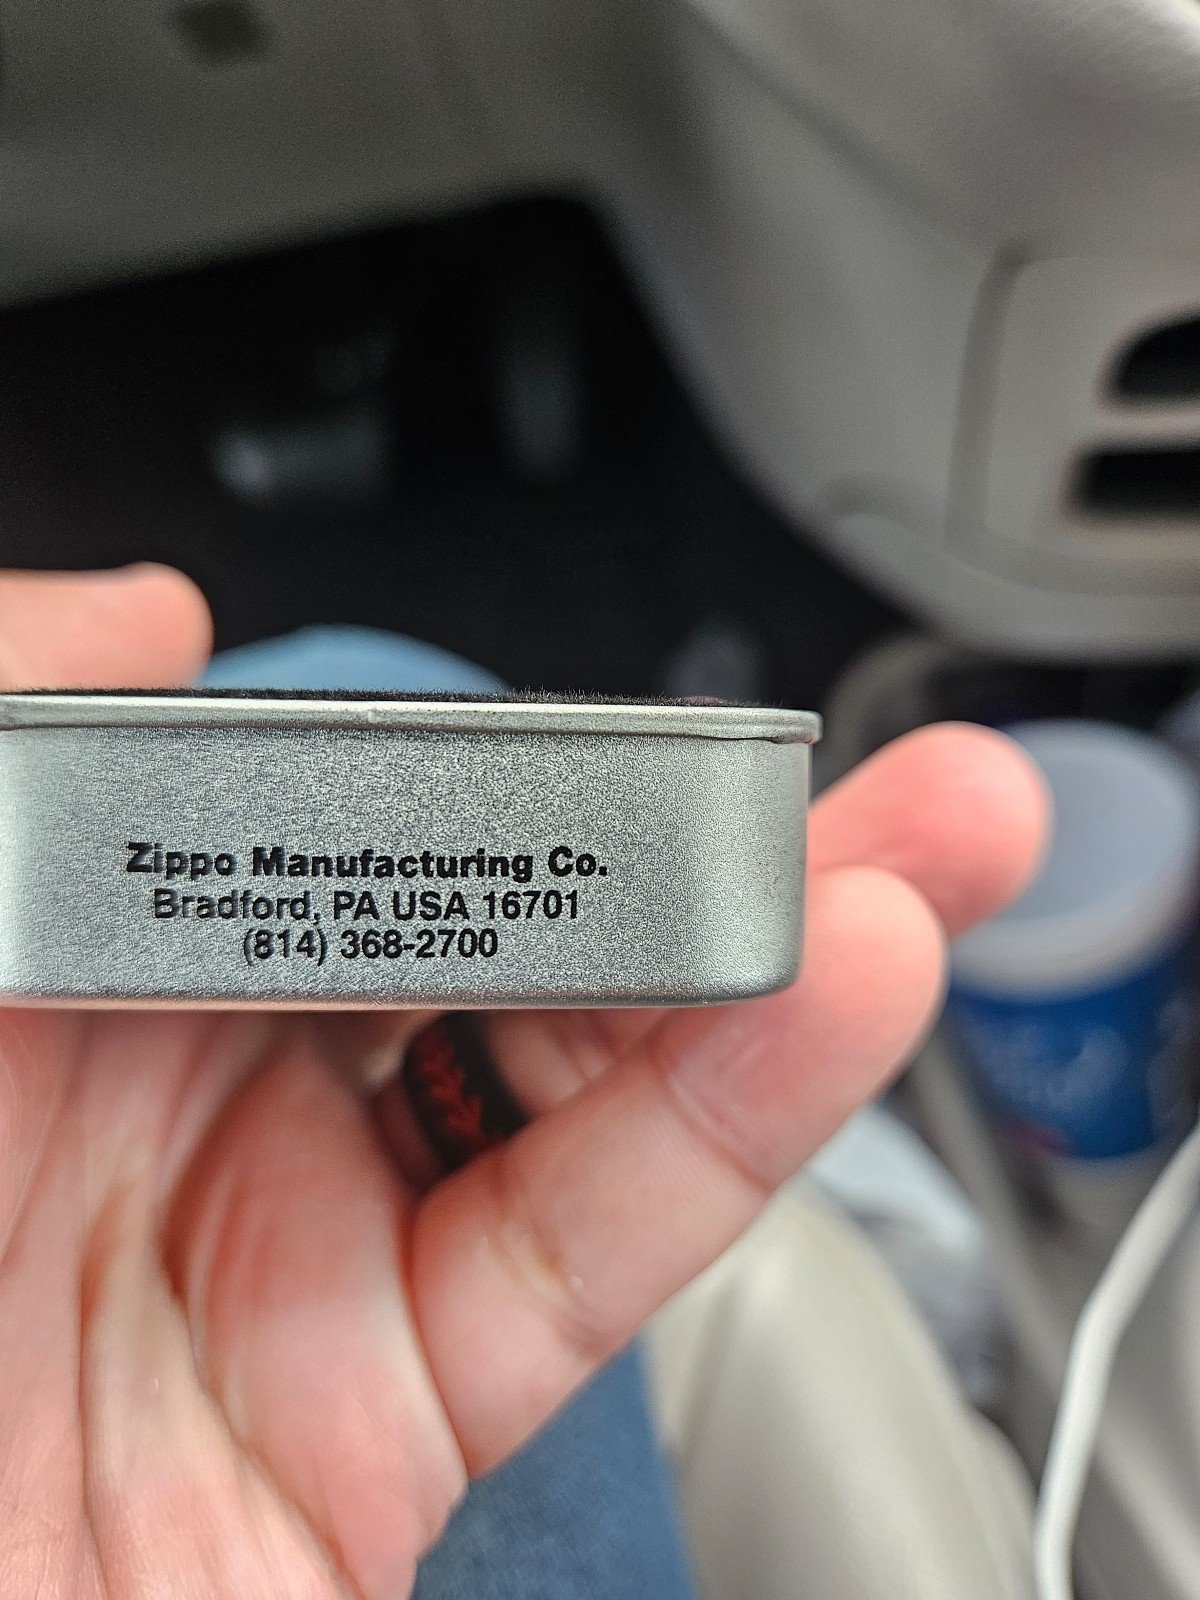 Zippo Manufacturing Co.
Bradford, PA USA 16701
(814) 368-2700